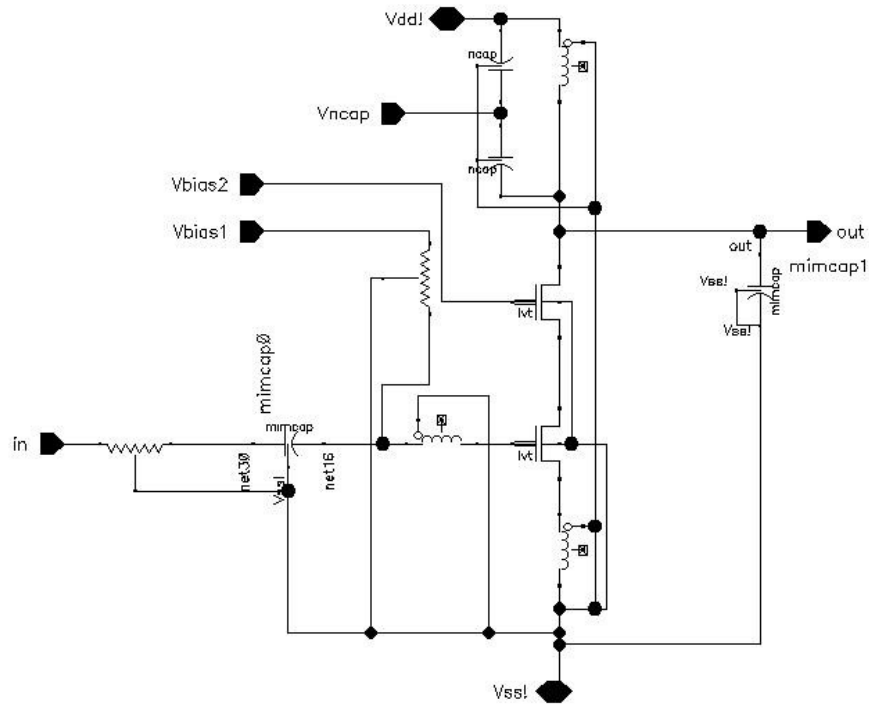 Vdd!
ncap
Vncap
ncap
Vbias2
Vbias1
out
out
mimcap1
Vss!
mimcap
Vss!
lvt
mimcap0
mimcap
in
net30
Vss!
net16
lvt
Vss!